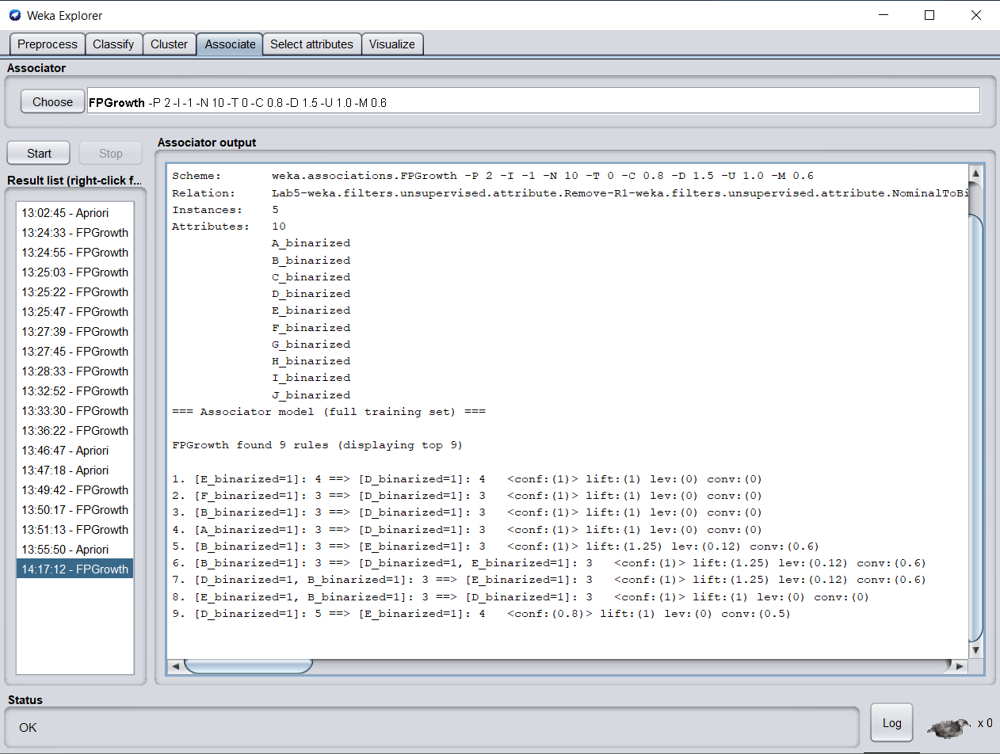 Weka Explorer
Preprocess Classify Cluster Associate Select attributes Visualize
Associator
Choose FPGrowth -P 2 -I -1 -N 10 -T 0 -C 0.8 -D 1.5 -U 1.0 -M 0.6
Start Stop
Result list (right-click f...
13:02:45 - Apriori
13:24:33 - FPGrowth
13:24:55 - FPGrowth
13:25:03 - FPGrowth
13:25:22 - FPGrowth
13:25:47 - FPGrowth
13:27:39 - FPGrowth
13:27:45 - FPGrowth
13:28:33 - FPGrowth
13:32:52 - FPGrowth
13:33:30 - FPGrowth
13:36:22 - FPGrowth
13:46:47 - Apriori
13:47:18 - Apriori
13:49:42 - FPGrowth
13:50:17 - FPGrowth
13:51:13 - FPGrowth
13:55:50 - Apriori
14:17:12 - FPGrowth
Associator output
Scheme: weka.associations.FPGrowth -P 2 -I -1 -N 10 -T 0 -C 0.8 -D 1.5 -U 1.0 -M 0.6
Relation: Lab5-weka.filters.unsupervised.attribute.Remove-R1-weka.filters.unsupervised.attribute.NominalToBi
Instances: 5
Attributes: 10
A_binarized
B_binarized
C_binarized
D_binarized
E_binarized
F_binarized
G_binarized
H_binarized
I_binarized
J_binarized
=== Associator model (full training set) ===
FPGrowth found 9 rules (displaying top 9)
1. [E_binarized=1]: 4 ==> [D_binarized=1]: 4 <conf:(1)> lift:(1) lev:(0) conv:(0)
2. [F_binarized=1]: 3 ==> [D_binarized=1]: 3 <conf:(1)> lift:(1) lev:(0) conv:(0)
3. [B_binarized=1]: 3 ==> [D_binarized=1]: 3 <conf:(1)> lift:(1) lev:(0) conv:(0)
4. [A_binarized=1]: 3 ==> [D_binarized=1]: 3 <conf:(1)> lift:(1) lev:(0) conv:(0)
5. [B_binarized=1]: 3 ==> [E_binarized=1]: 3 <conf:(1)> lift:(1.25) lev:(0.12) conv:(0.6)
6. [B_binarized=1]: 3 ==> [D_binarized=1, E_binarized=1]: 3 <conf:(1)> lift:(1.25) lev:(0.12) conv:(0.6)
7. [D_binarized=1, B_binarized=1]: 3 ==> [E_binarized=1]: 3 <conf:(1)> lift:(1.25) lev:(0.12) conv:(0.6)
8. [E_binarized=1, B_binarized=1]: 3 ==> [D_binarized=1]: 3 <conf:(1)> lift:(1) lev:(0) conv:(0)
9. [D_binarized=1]: 5 ==> [E_binarized=1]: 4 <conf:(0.8)> lift:(1) lev:(0) conv:(0.5)
Status
OK
Log
x 0